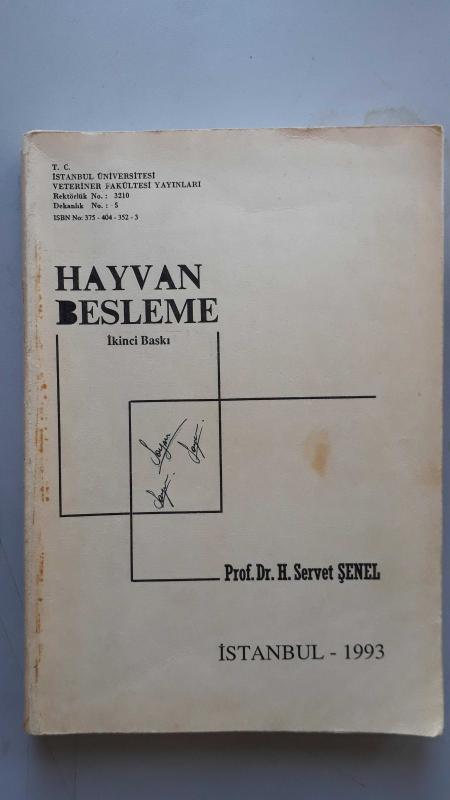 T. C.
İSTANBUL ÜNİVERSİTESİ
VETERİNER FAKÜLTESİ YAYINLARI
Rektörlük No. : 3210
Dekanlık No. : 5
ISBN No: 375 - 404 - 352 - 3
HAYVAN
BESLEME
İkinci Baskı
Prof. Dr. H. Servet ŞENEL
İSTANBUL - 1993